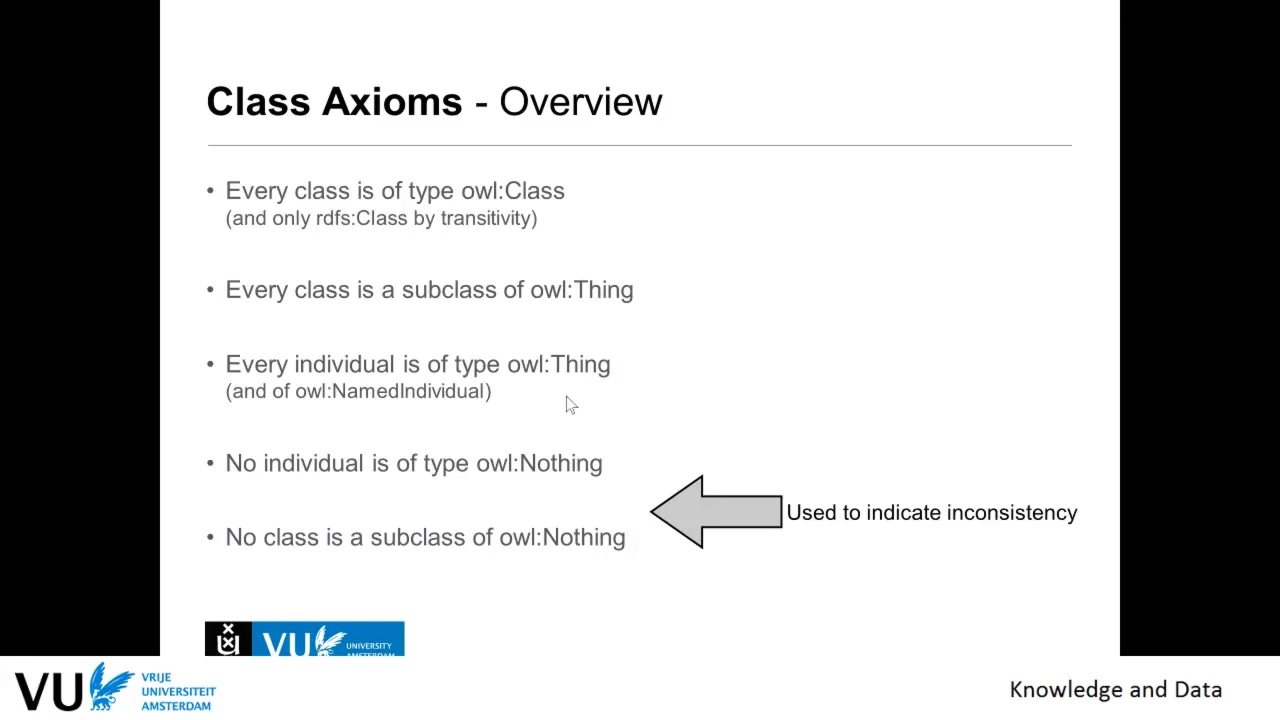 Class Axioms - Overview
• Every class is of type owl:Class
(and only rdfs:Class by transitivity)
• Every class is a subclass of owl:Thing
• Every individual is of type owl:Thing
(and of owl:NamedIndividual)
• No individual is of type owl:Nothing
Used to indicate inconsistency
• No class is a subclass of owl:Nothing
VU UNIVERSITY
AMSTERDAM
VU VRIJE
UNIVERSITEIT
AMSTERDAM
Knowledge and Data